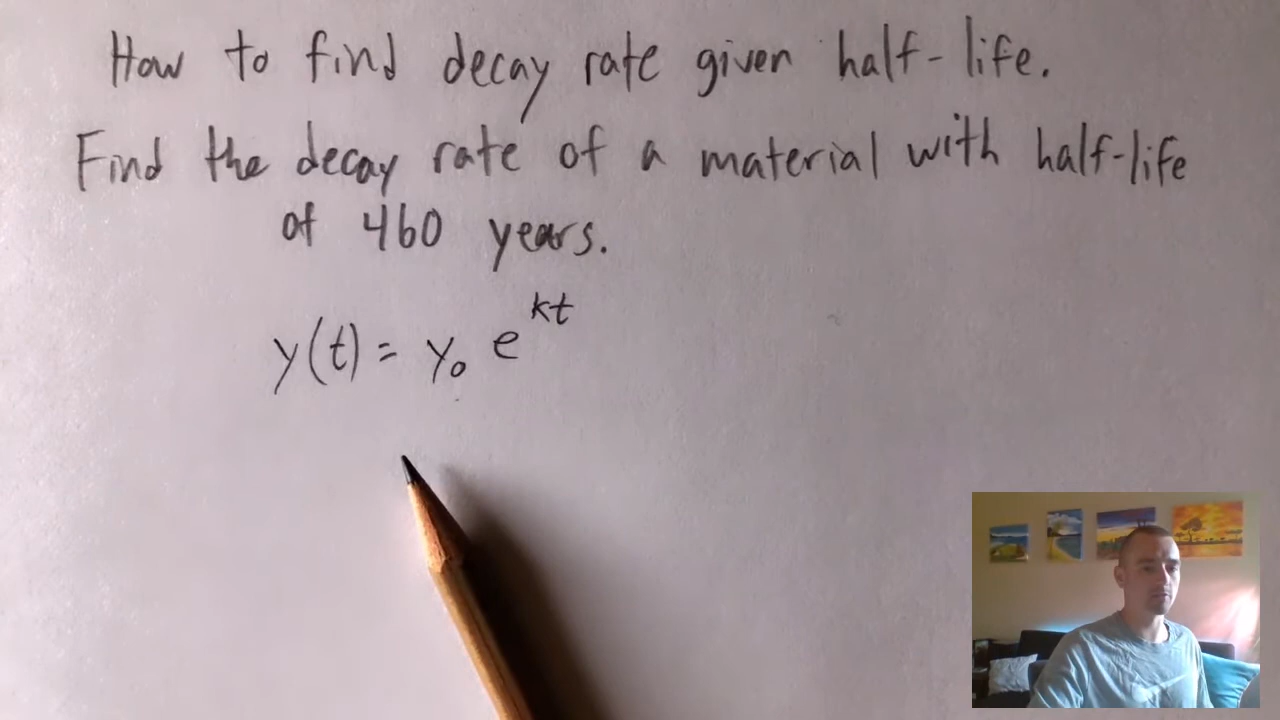 How to find decay rate given half-life.
Find the decay rate of a material with half-life
of 460 years.
y(t) = y₀ e^{kt}